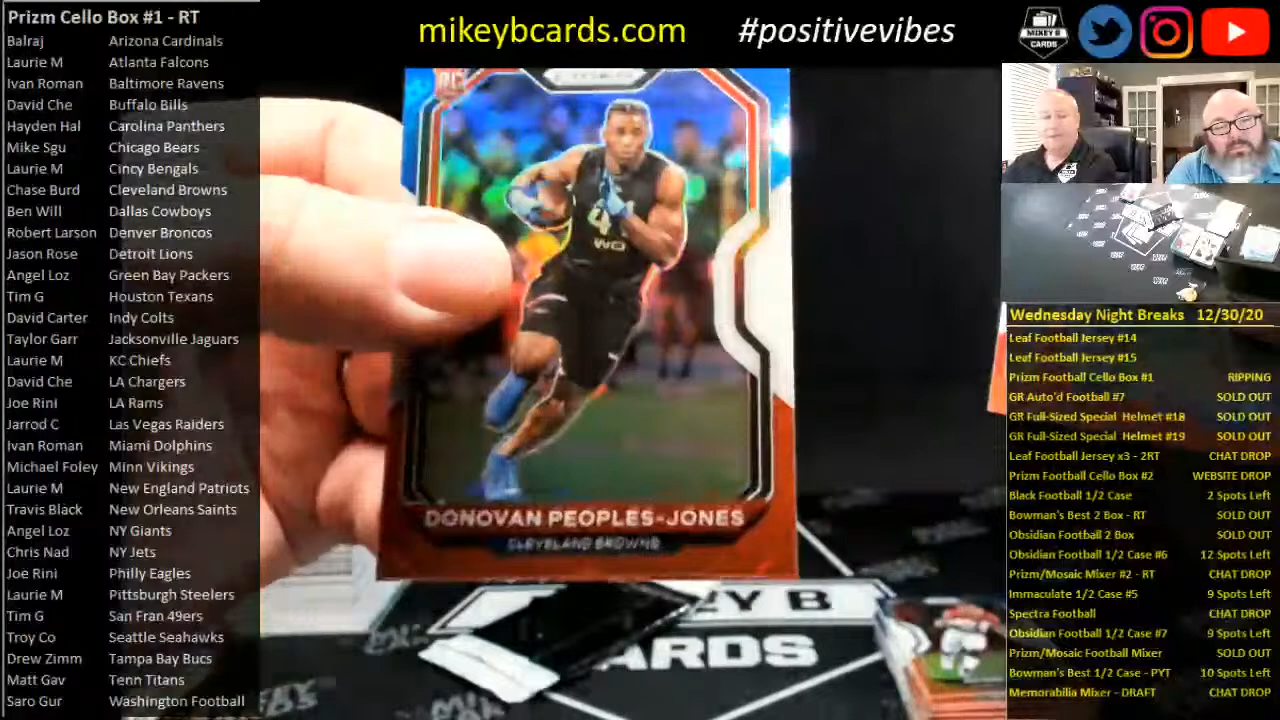 Prizm Cello Box #1 - RT
Balraj Arizona Cardinals
Laurie M Atlanta Falcons
Ivan Roman Baltimore Ravens
David Che Buffalo Bills
Hayden Hal Carolina Panthers
Mike Sgu Chicago Bears
Laurie M Cincy Bengals
Chase Burd Cleveland Browns
Ben Will Dallas Cowboys
Robert Larson Denver Broncos
Jason Rose Detroit Lions
Angel Loz Green Bay Packers
Tim G Houston Texans
David Carter Indy Colts
Taylor Garr Jacksonville Jaguars
Laurie M KC Chiefs
David Che LA Chargers
Joe Rini LA Rams
Jarrod C Las Vegas Raiders
Ivan Roman Miami Dolphins
Michael Foley Minn Vikings
Laurie M New England Patriots
Travis Black New Orleans Saints
Angel Loz NY Giants
Chris Nad NY Jets
Joe Rini Philly Eagles
Laurie M Pittsburgh Steelers
Tim G San Fran 49ers
Troy Co Seattle Seahawks
Drew Zimm Tampa Bay Bucs
Matt Gav Tenn Titans
Saro Gur Washington Football
mikeybcards.com #positivevibes
MIKEY B
CARDS
RC
WO
DONOVAN PEOPLES-JONES
CLEVELAND BROWNS
EY B
CARDS
Wednesday Night Breaks 12/30/20
Leaf Football Jersey #14
Leaf Football Jersey #15
Prizm Football Cello Box #1 RIPPING
GR Auto'd Football #7 SOLD OUT
GR Full-Sized Special Helmet #18 SOLD OUT
GR Full-Sized Special Helmet #19 SOLD OUT
Leaf Football Jersey x3 - 2RT CHAT DROP
Prizm Football Cello Box #2 WEBSITE DROP
Black Football 1/2 Case 2 Spots Left
Bowman's Best 2 Box - RT SOLD OUT
Obsidian Football 2 Box SOLD OUT
Obsidian Football 1/2 Case #6 12 Spots Left
Prizm/Mosaic Mixer #2 - RT CHAT DROP
Immaculate 1/2 Case #5 9 Spots Left
Spectra Football CHAT DROP
Obsidian Football 1/2 Case #7 9 Spots Left
Prizm/Mosaic Football Mixer SOLD OUT
Bowman's Best 1/2 Case - PYT 10 Spots Left
Memorabilia Mixer - DRAFT CHAT DROP